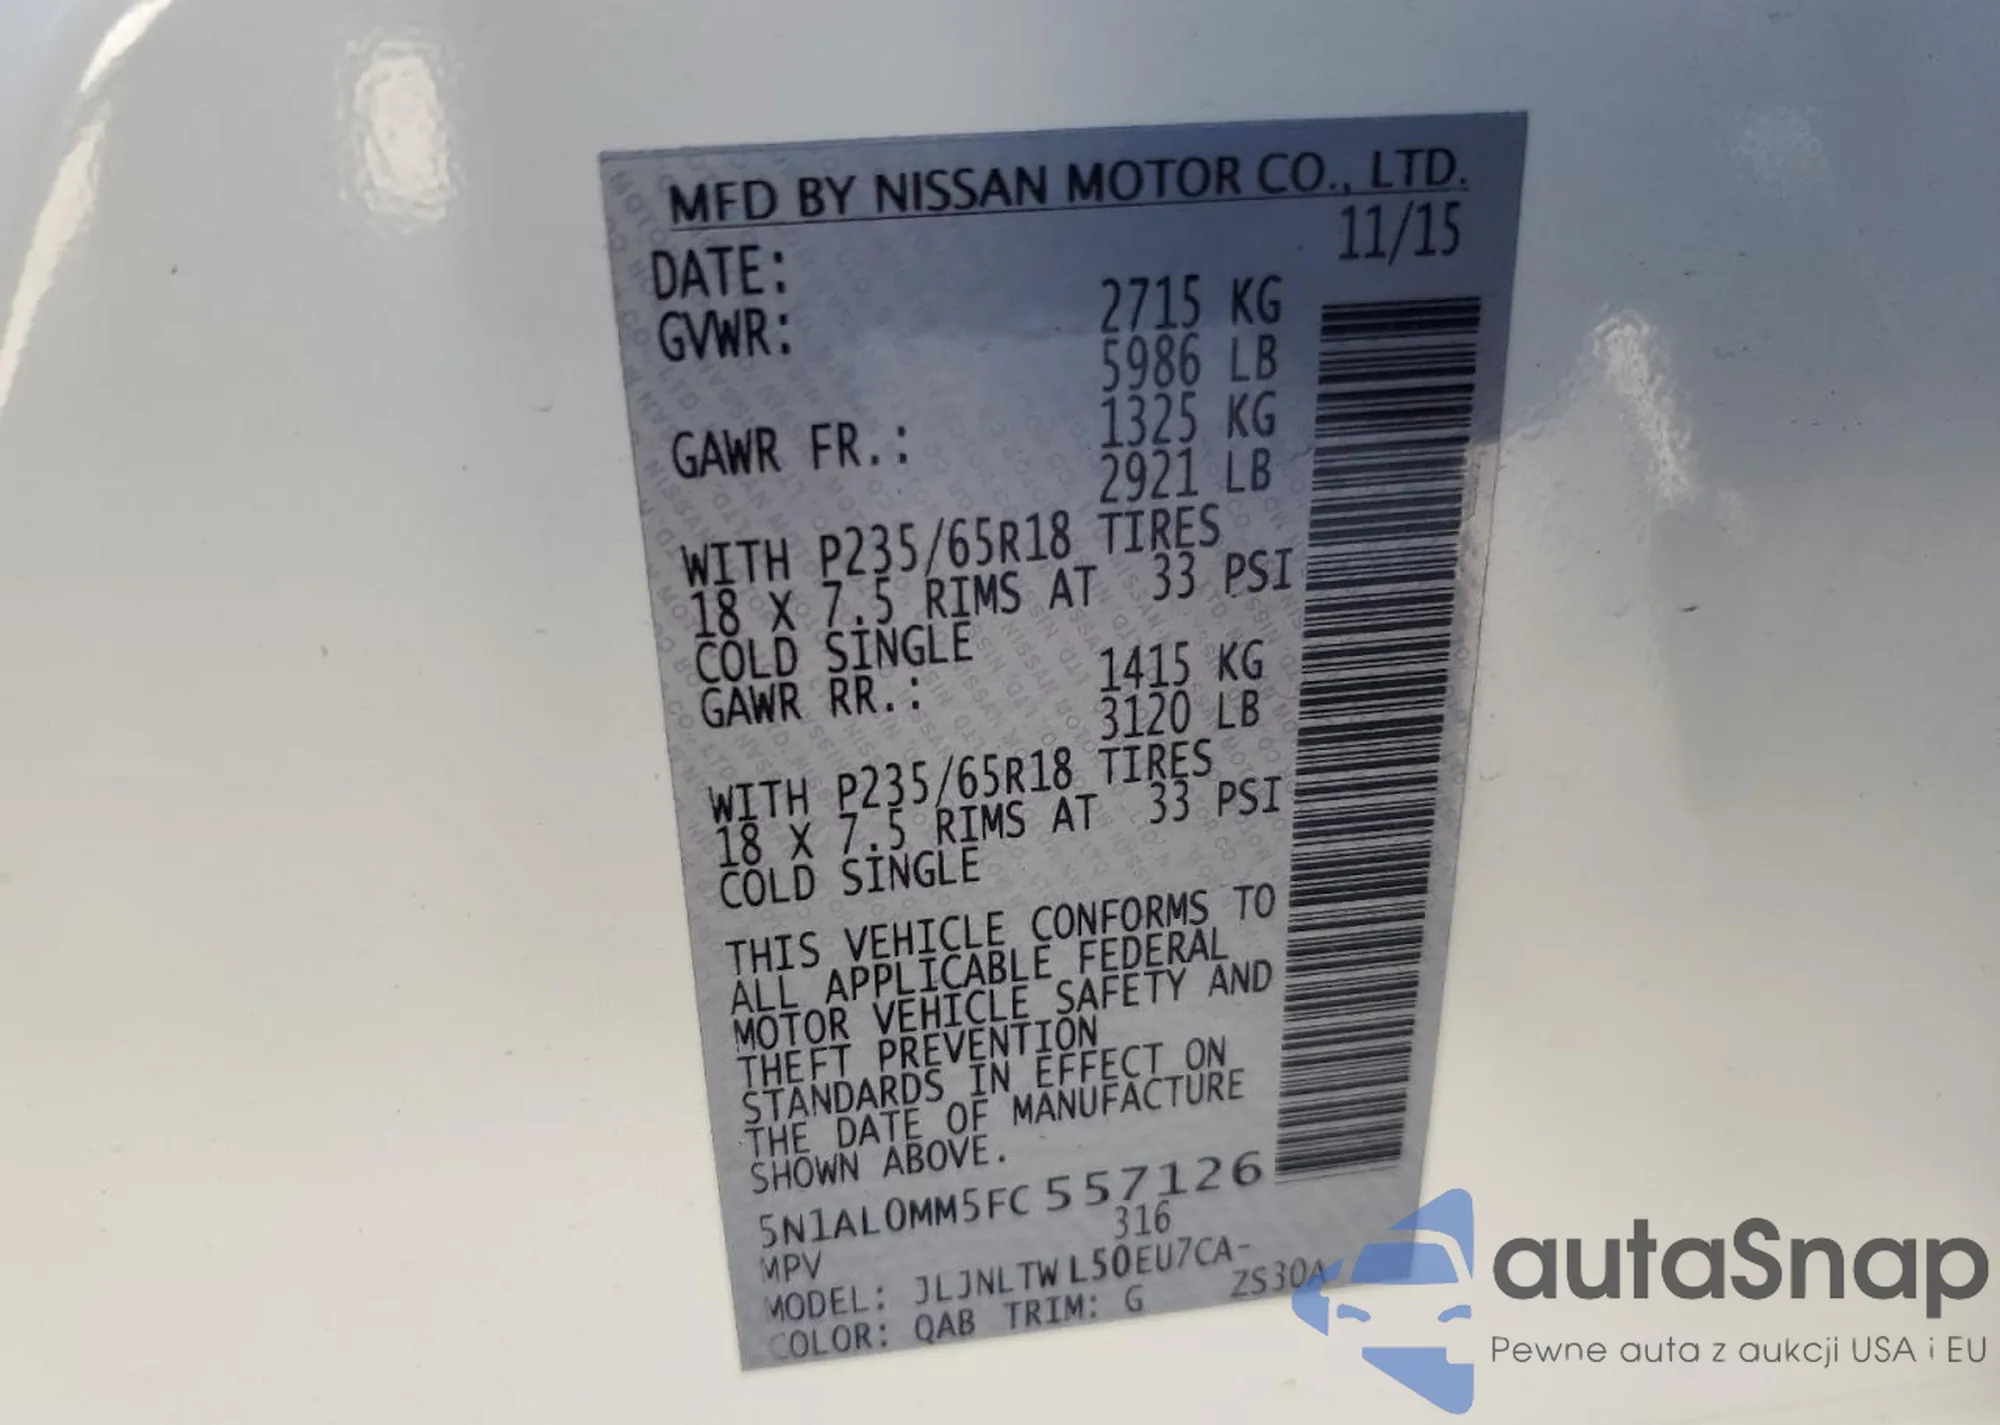 MFD BY NISSAN MOTOR CO., LTD.
DATE: 11/15
GVWR: 2715 KG
5986 LB
GAWR FR.: 1325 KG
2921 LB
WITH P235/65R18 TIRES
18 X 7.5 RIMS AT 33 PSI
COLD SINGLE
GAWR RR.: 1415 KG
3120 LB
WITH P235/65R18 TIRES
18 X 7.5 RIMS AT 33 PSI
COLD SINGLE
THIS VEHICLE CONFORMS TO
ALL APPLICABLE FEDERAL
MOTOR VEHICLE SAFETY AND
THEFT PREVENTION
STANDARDS IN EFFECT ON
THE DATE OF MANUFACTURE
SHOWN ABOVE.
5N1AL0MM5FC557126
MPV 316
MODEL: JLJNLTWL50EU7CA-
COLOR: QAB TRIM: G ZS30A
autaSnap
Pewne auta z aukcji USA i EU